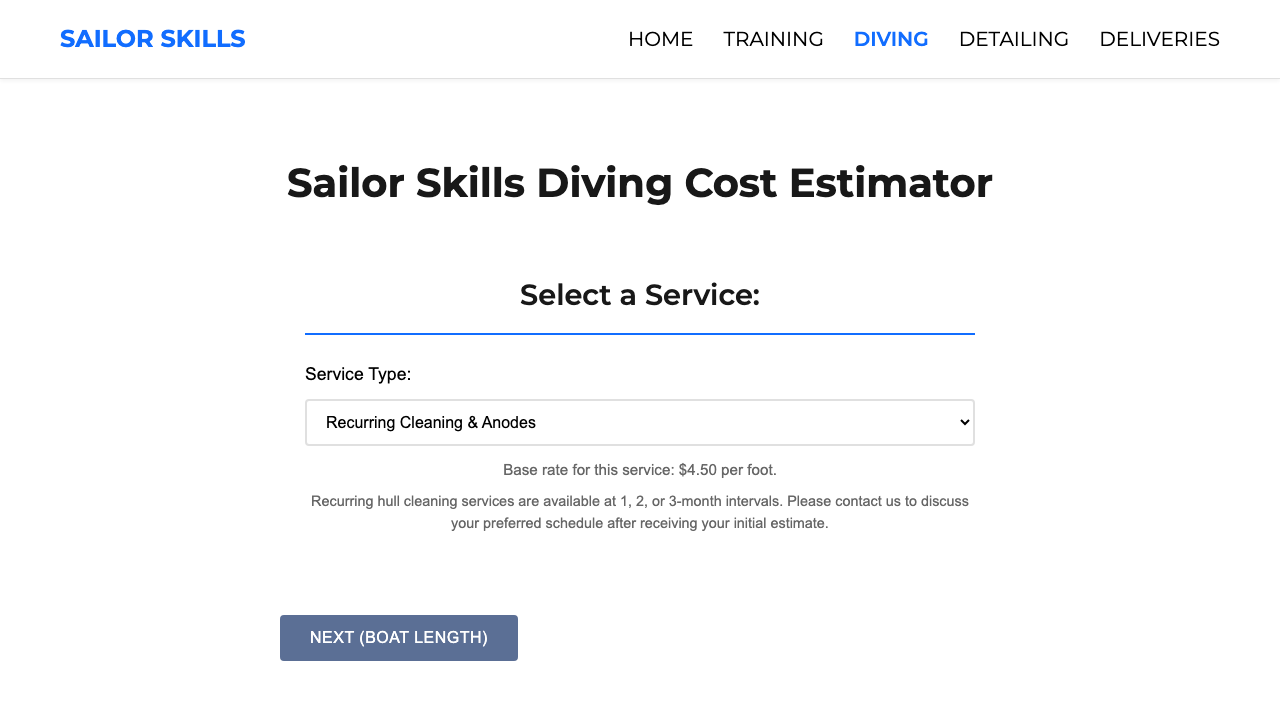 SAILOR SKILLS
HOME TRAINING DIVING DETAILING DELIVERIES
Sailor Skills Diving Cost Estimator
Select a Service:
Service Type:
Recurring Cleaning & Anodes
Base rate for this service: $4.50 per foot.
Recurring hull cleaning services are available at 1, 2, or 3-month intervals. Please contact us to discuss
your preferred schedule after receiving your initial estimate.
NEXT (BOAT LENGTH)